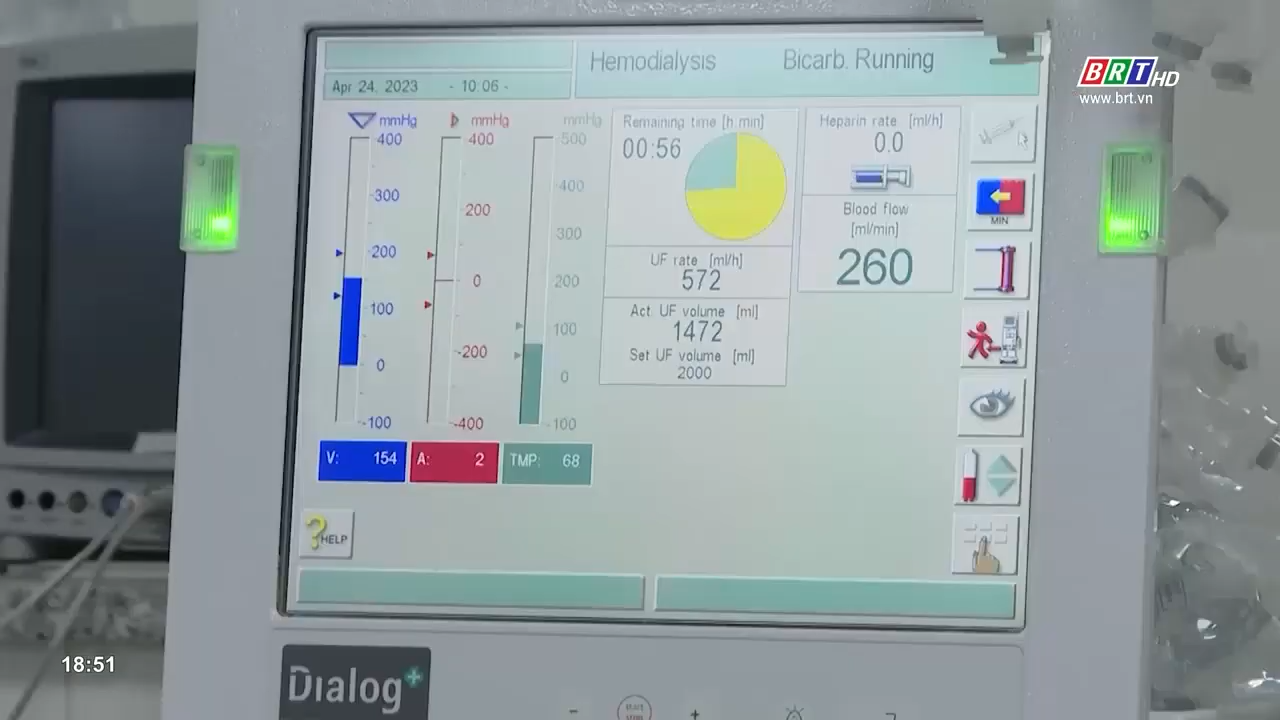 Hemodialysis Bicarb. Running
Apr 24, 2023 - 10:06 -
BRT HD
www.brt.vn
mmHg mmHg mmHg
400 400 500
300 200 400
200 0 300
100 -200 200
0 -400 100
-100 0
-100
V: 154 A: 2 TMP: 68
Remaining time [h:min]
00:56
UF rate [ml/h]
572
Act. UF volume [ml]
1472
Set UF volume [ml]
2000
Heparin rate [ml/h]
0.0
Blood flow
[ml/min]
260
MIN
? HELP
18:51
Dialog+
- +